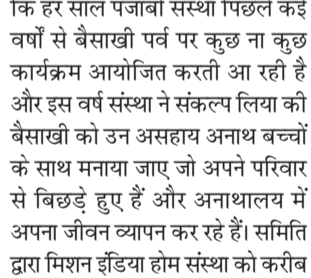 कि हर साल पंजाबी संस्था पिछले कई
वर्षों से बैसाखी पर्व पर कुछ ना कुछ
कार्यक्रम आयोजित करती आ रही है
और इस वर्ष संस्था ने संकल्प लिया की
बैसाखी को उन असहाय अनाथ बच्चों
के साथ मनाया जाए जो अपने परिवार
से बिछड़े हुए हैं और अनाथालय में
अपना जीवन व्यापन कर रहे हैं। समिति
द्वारा मिशन इंडिया होम संस्था को करीब